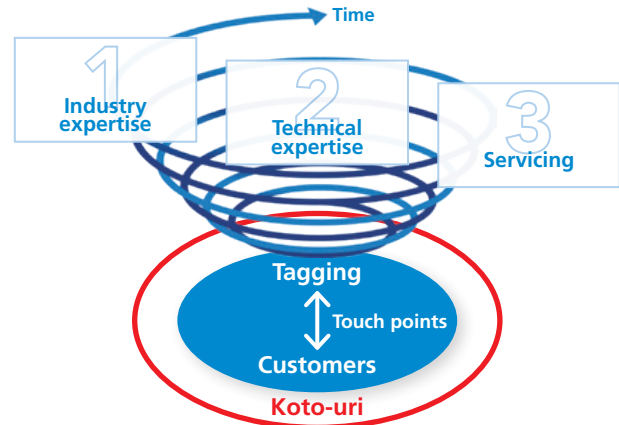 Time
1
Industry
expertise
2
Technical
expertise
3
Servicing
Tagging
Touch points
Customers
Koto-uri